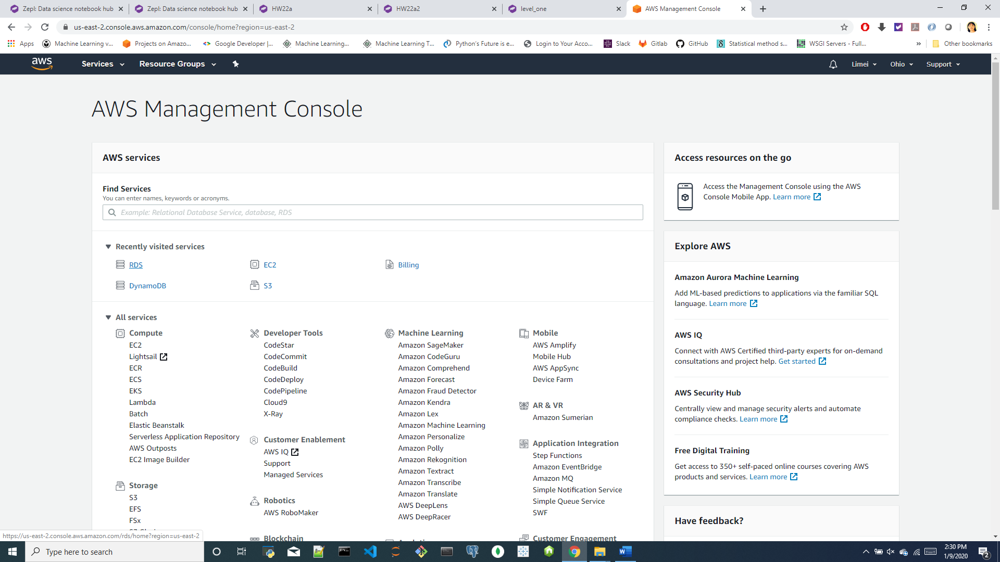 Zepl: Data science notebook hub
Zepl: Data science notebook hub
HW22a
HW22a2
level_one
AWS Management Console
us-east-2.console.aws.amazon.com/console/home?region=us-east-2
Apps
Machine Learning v...
Projects on Amazo...
Google Developer |...
Machine Learning...
Machine Learning T...
Python's Future is e...
Login to Your Acco...
Slack
Gitlab
GitHub
Statistical method s...
WSGI Servers - Full...
»
Other bookmarks
aws
Services
Resource Groups
Limei
Ohio
Support
AWS Management Console
AWS services
Find Services
You can enter names, keywords or acronyms.
Example: Relational Database Service, database, RDS
Recently visited services
RDS
EC2
Billing
DynamoDB
S3
All services
Compute
EC2
Lightsail
ECR
ECS
EKS
Lambda
Batch
Elastic Beanstalk
Serverless Application Repository
AWS Outposts
EC2 Image Builder
Storage
S3
EFS
FSx
Developer Tools
CodeStar
CodeCommit
CodeBuild
CodeDeploy
CodePipeline
Cloud9
X-Ray
Customer Enablement
AWS IQ
Support
Managed Services
Robotics
AWS RoboMaker
Blockchain
Machine Learning
Amazon SageMaker
Amazon CodeGuru
Amazon Comprehend
Amazon Forecast
Amazon Fraud Detector
Amazon Kendra
Amazon Lex
Amazon Machine Learning
Amazon Personalize
Amazon Polly
Amazon Rekognition
Amazon Textract
Amazon Transcribe
Amazon Translate
AWS DeepLens
AWS DeepRacer
Mobile
AWS Amplify
Mobile Hub
AWS AppSync
Device Farm
AR & VR
Amazon Sumerian
Application Integration
Step Functions
Amazon EventBridge
Amazon MQ
Simple Notification Service
Simple Queue Service
SWF
Customer Engagement
Access resources on the go
Access the Management Console using the AWS
Console Mobile App. Learn more
Explore AWS
Amazon Aurora Machine Learning
Add ML-based predictions to applications via the familiar SQL
language. Learn more
AWS IQ
Connect with AWS Certified third-party experts for on-demand
consultations and project help. Get started
AWS Security Hub
Centrally view and manage security alerts and automate
compliance checks. Learn more
Free Digital Training
Get access to 350+ self-paced online courses covering AWS
products and services. Learn more
Have feedback?
https://us-east-2.console.aws.amazon.com/rds/home?region=us-east-2
Type here to search
2:30 PM
1/9/2020
2